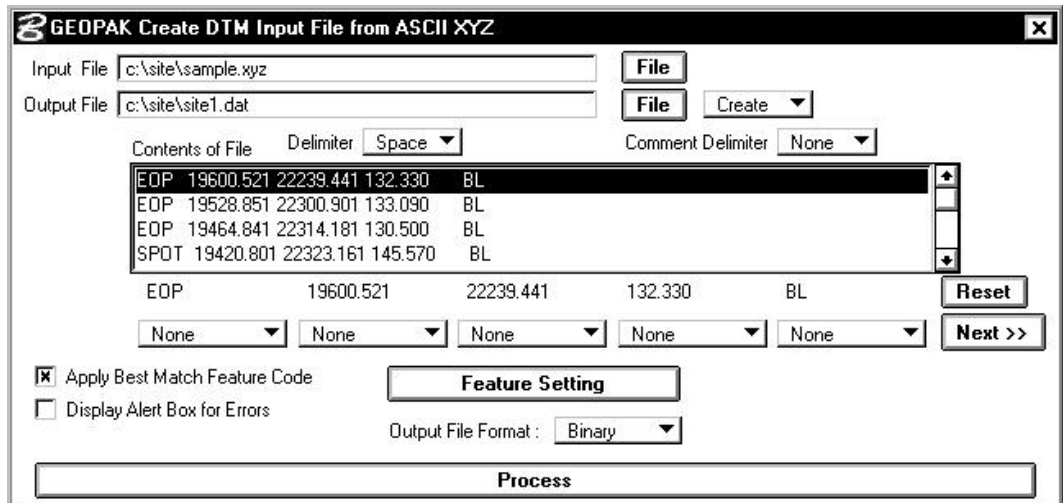 GEOPAK Create DTM Input File from ASCII XYZ
Input File c:\site\sample.xyz File
Output File c:\site\site1.dat File Create
Contents of File Delimiter Space Comment Delimiter None
EOP 19600.521 22239.441 132.330 BL
EOP 19528.851 22300.901 133.090 BL
EOP 19464.841 22314.181 130.500 BL
SPOT 19420.801 22323.161 145.570 BL
EOP 19600.521 22239.441 132.330 BL Reset
None None None None None Next >>
Apply Best Match Feature Code Feature Setting
Display Alert Box for Errors
Output File Format : Binary
Process